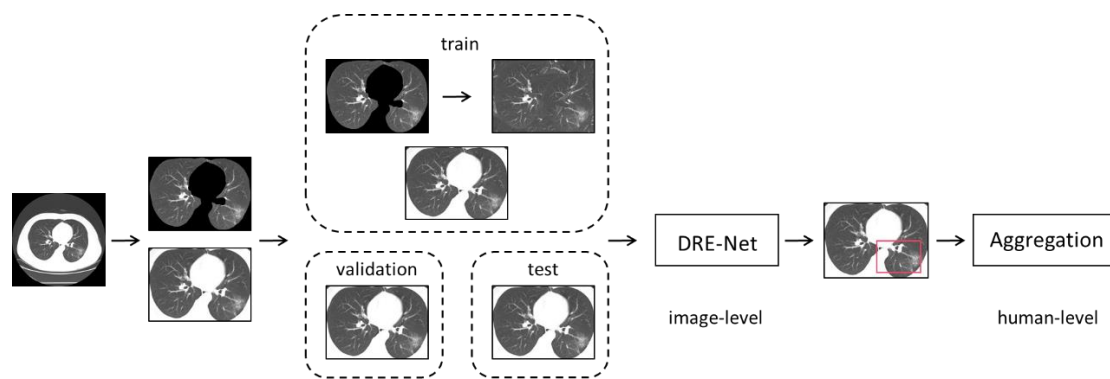 train
validation
test
DRE-Net
Aggregation
image-level
human-level